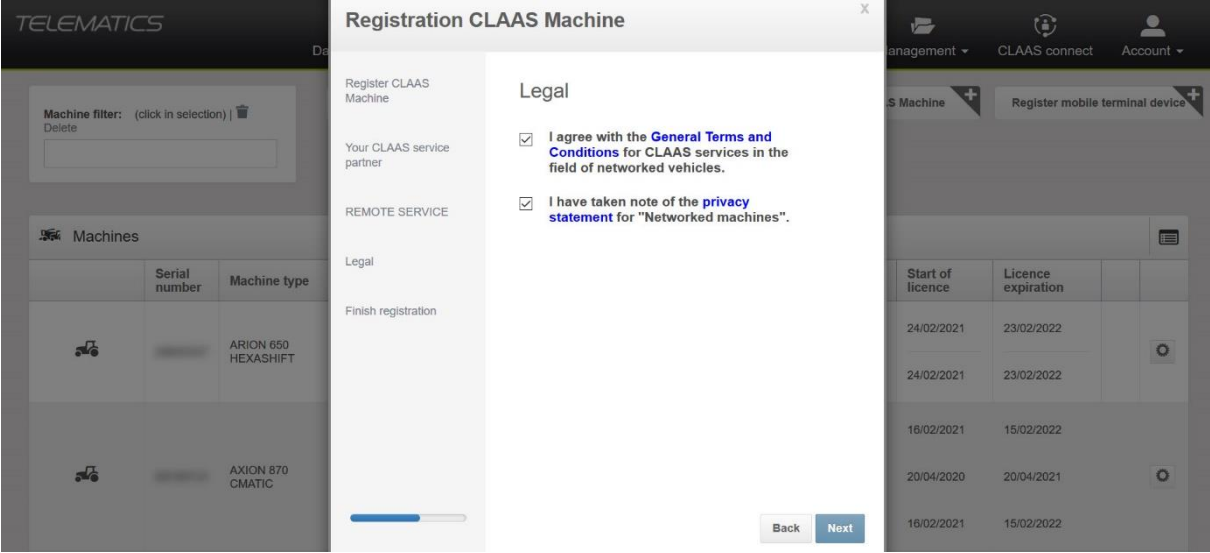 TELEMATICS
Da
anagement
CLAAS connect
Account
Registration CLAAS Machine
X
Machine filter: (click in selection) |
Delete
S Machine +
Register mobile terminal device +
Register CLAAS
Machine
Your CLAAS service
partner
REMOTE SERVICE
Legal
Finish registration
Legal
I agree with the General Terms and
Conditions for CLAAS services in the
field of networked vehicles.
I have taken note of the privacy
statement for "Networked machines".
Back
Next
Machines
Serial
number
Machine type
Start of
licence
Licence
expiration
ARION 650
HEXASHIFT
24/02/2021 23/02/2022
24/02/2021 23/02/2022
AXION 870
CMATIC
16/02/2021 15/02/2022
20/04/2020 20/04/2021
16/02/2021 15/02/2022